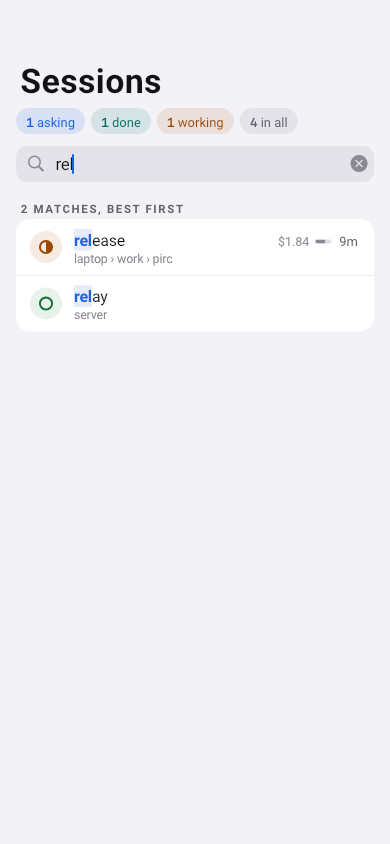 Sessions
1 asking 1 done 1 working 4 in all
rel
2 MATCHES, BEST FIRST
release $1.84 9m
laptop › work › pirc
relay
server